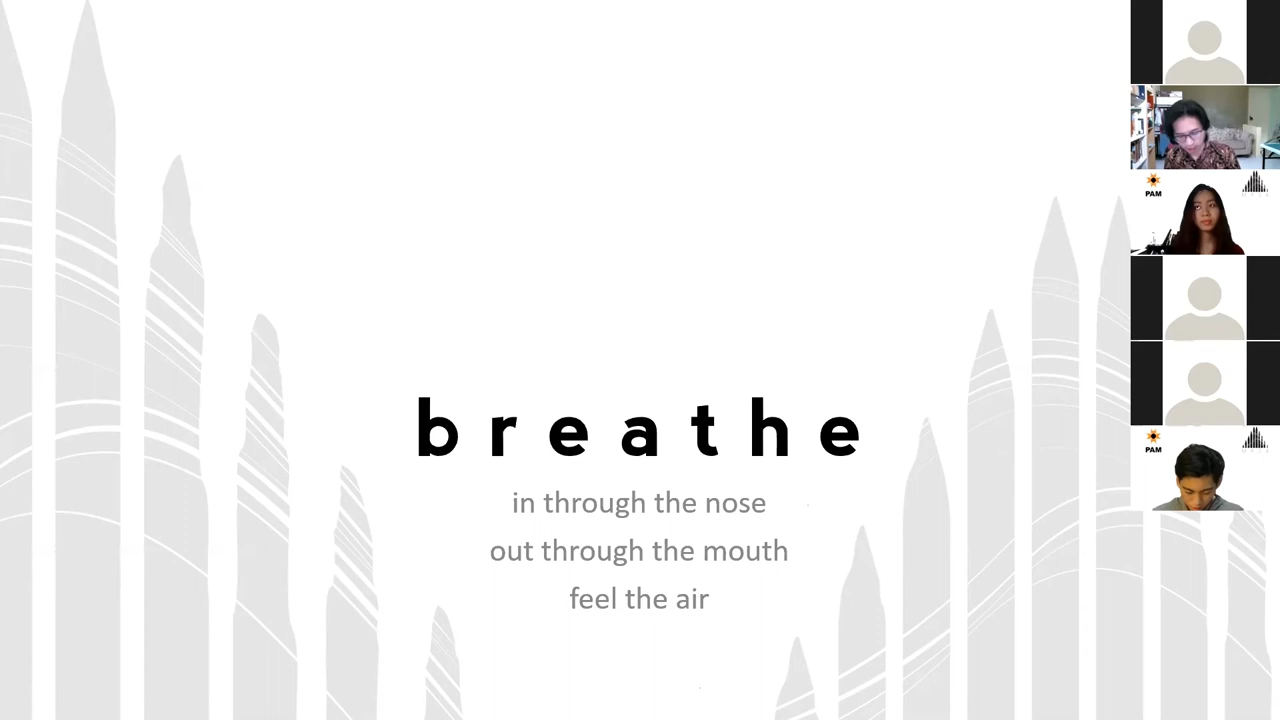 b r e a t h e
in through the nose
out through the mouth
feel the air
PAM
PAM